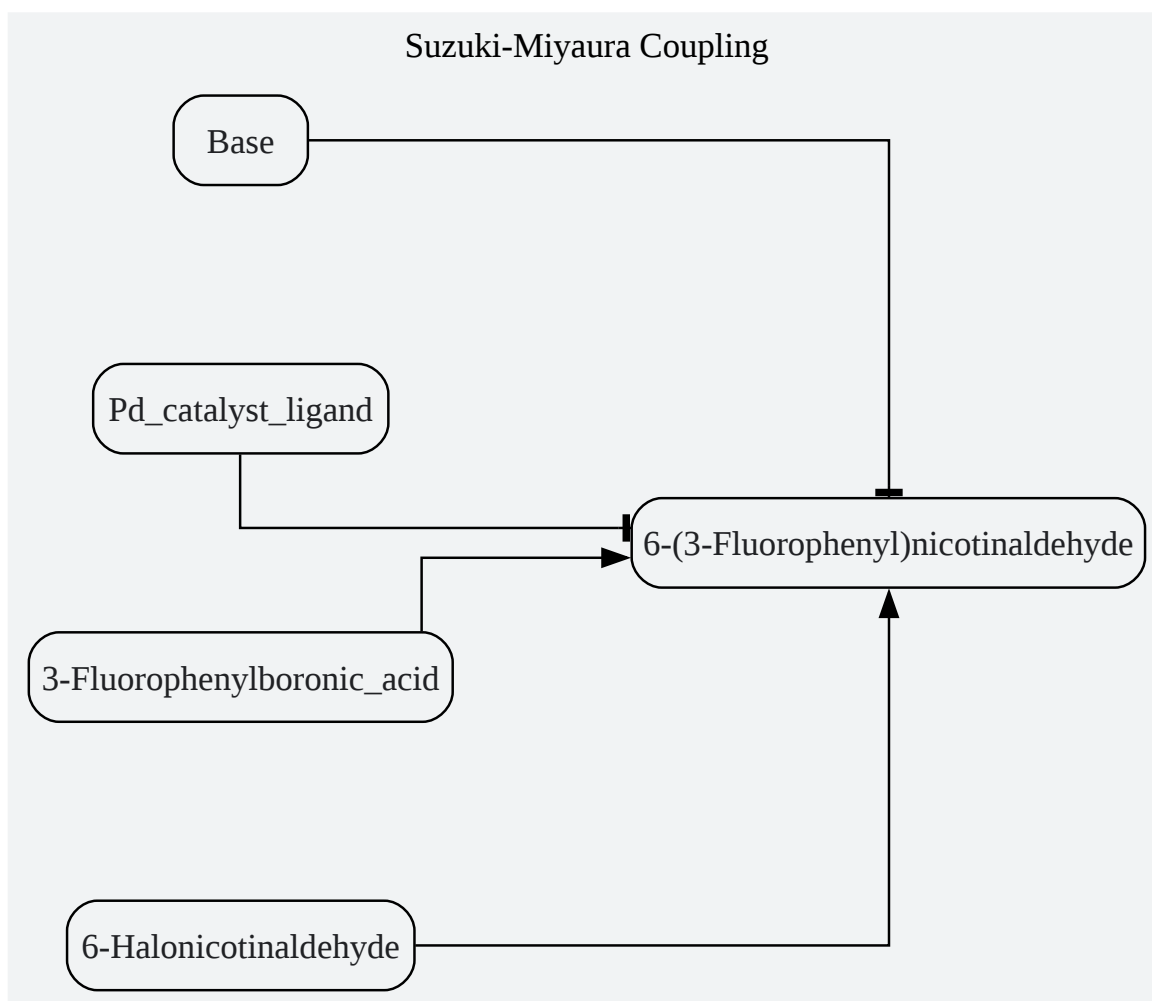 Suzuki-Miyaura Coupling
Base
Pd_catalyst_ligand
6-(3-Fluorophenyl)nicotinaldehyde
3-Fluorophenylboronic_acid
6-Halonicotinaldehyde